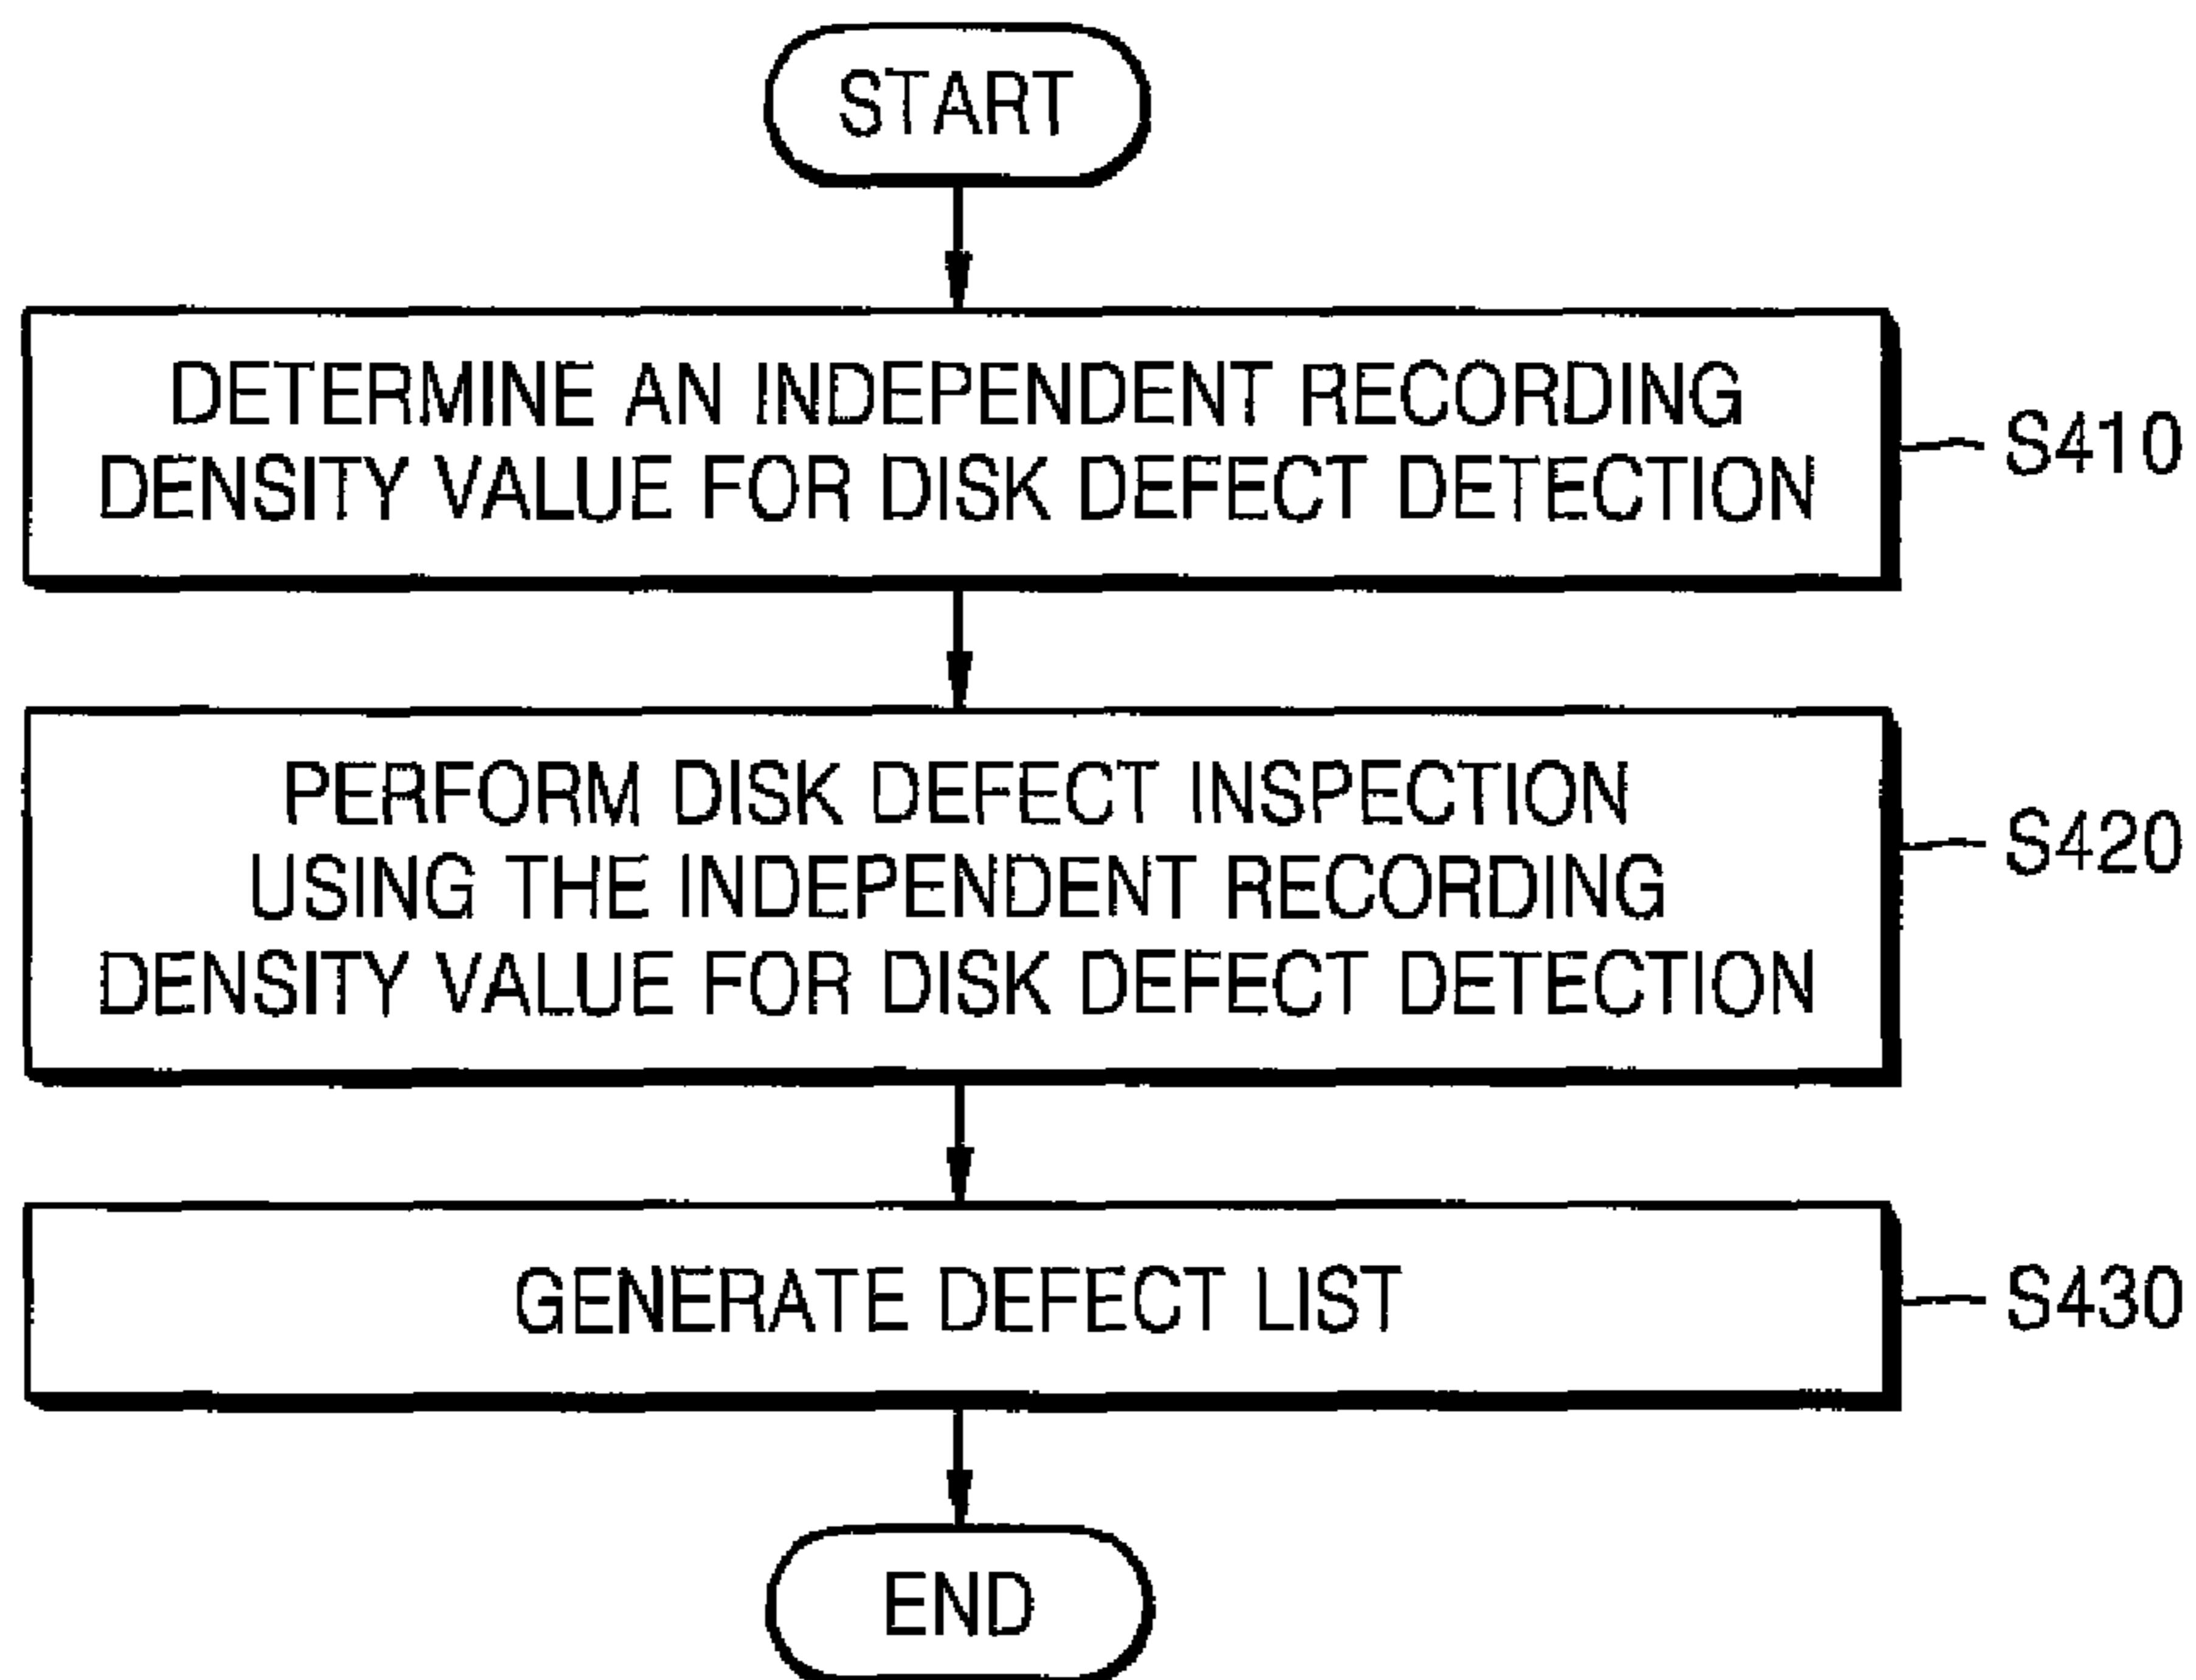 START
DETERMINE AN INDEPENDENT RECORDING
DENSITY VALUE FOR DISK DEFECT DETECTION
S410
PERFORM DISK DEFECT INSPECTION
USING THE INDEPENDENT RECORDING
DENSITY VALUE FOR DISK DEFECT DETECTION
S420
GENERATE DEFECT LIST
S430
END